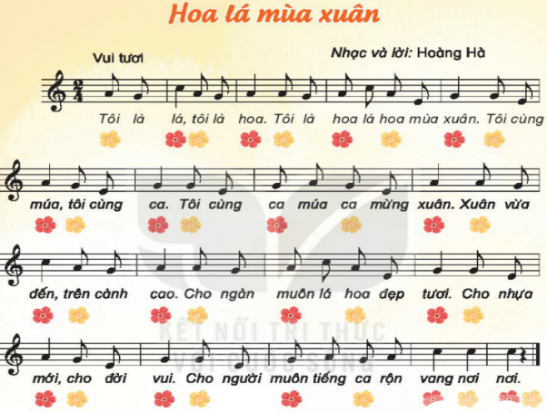 Hoa lá mùa xuân
Vui tươi
Nhạc và lời: Hoàng Hà
2
4
Tôi là lá, tôi là hoa. Tôi là hoa lá hoa mùa xuân. Tôi cùng
múa, tôi cùng ca. Tôi cùng ca múa ca mừng xuân. Xuân vừa
đến, trên cành cao. Cho ngàn muôn lá hoa đẹp tươi. Cho nhựa
KẾT NỐI TRI THỨC
VỚI CUỘC SỐNG
mới, cho đời vui. Cho người muôn tiếng ca rộn vang nơi nơi.